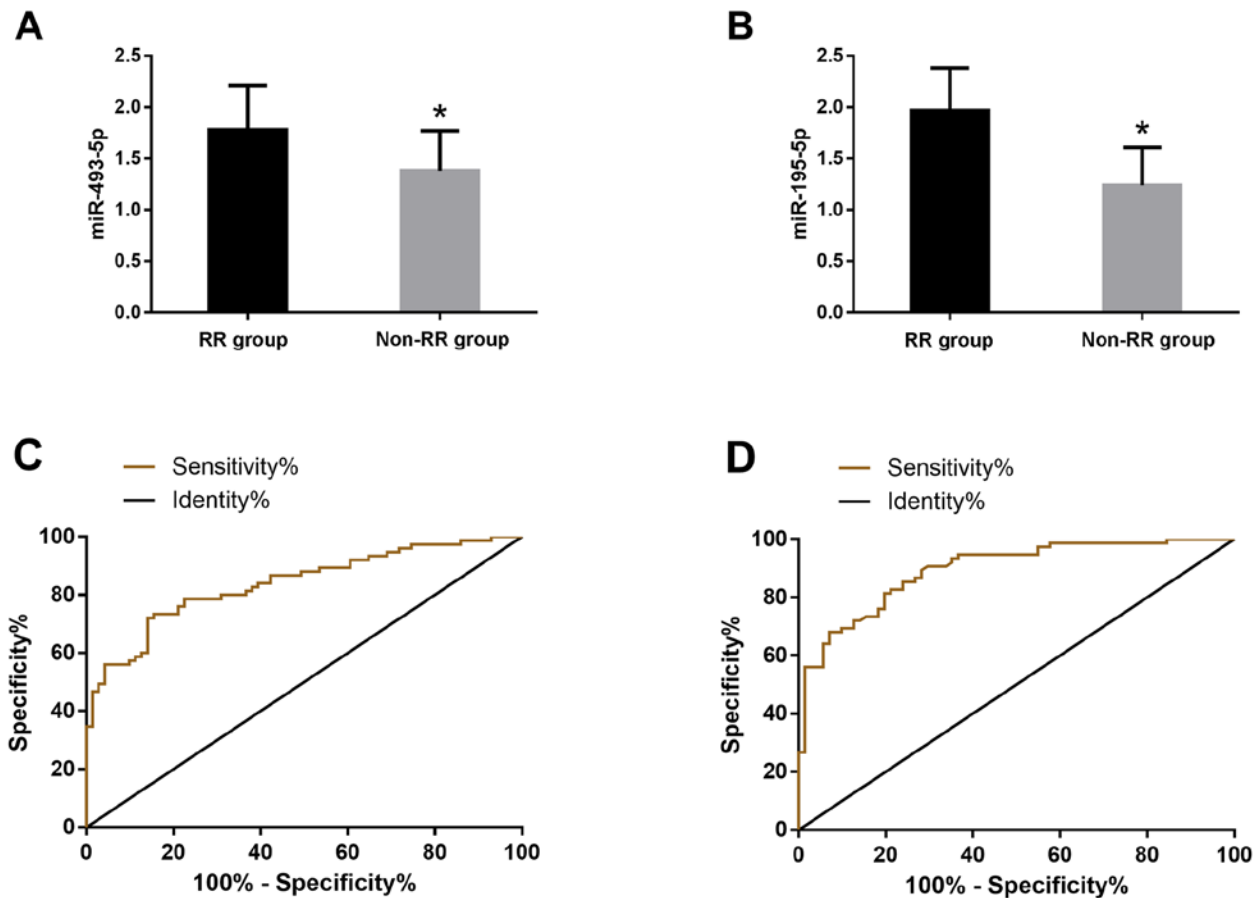 A
miR-493-5p
2.5
2.0
1.5
1.0
0.5
0.0
*
RR group
Non-RR group
B
miR-195-5p
2.5
2.0
1.5
1.0
0.5
0.0
*
RR group
Non-RR group
C
Sensitivity%
Identity%
Specificity%
100
80
60
40
20
0
0
20
40
60
80
100
100% - Specificity%
D
Sensitivity%
Identity%
Specificity%
100
80
60
40
20
0
0
20
40
60
80
100
100% - Specificity%